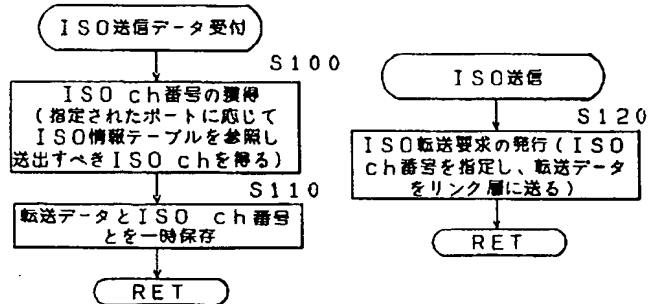 ISO送信データ受付
S100
ISO ch番号の獲得
(指定されたポートに応じて
ISO情報テーブルを参照し
送出すべきISO chを得る)
S110
転送データとISO ch番号
とを一時保存
RET
ISO送信
S120
ISO転送要求の発行(ISO
ch番号を指定し、転送データ
をリンク層に送る)
RET